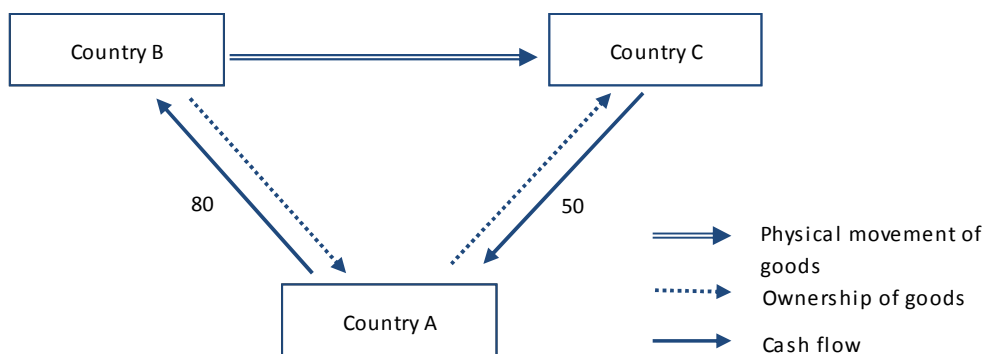 Country B
Country C
80
50
Physical movement of
goods
Ownership of goods
Country A
Cash flow